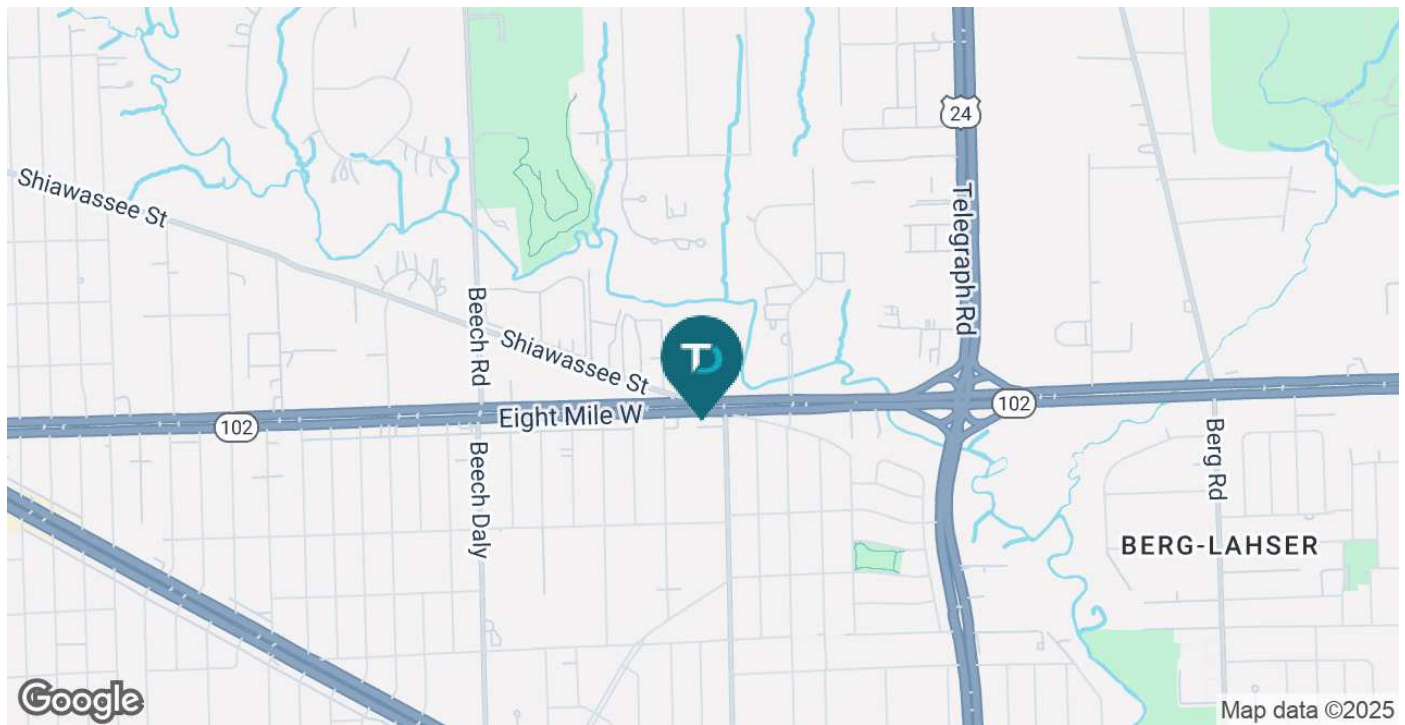 24
Shiawassee St
Telegraph Rd
Beech Rd
Shiawassee St
TD
Eight Mile W
102
102
Beech Daly
Berg Rd
BERG-LAHSER
Google
Map data ©2025